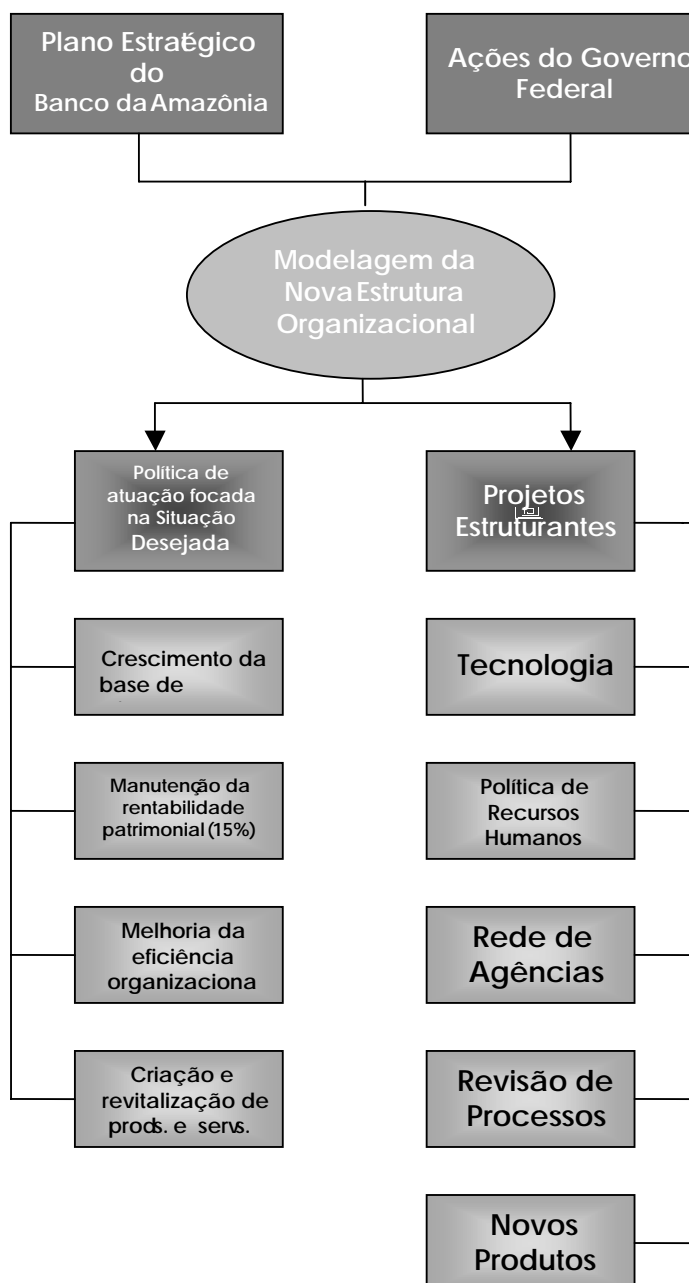 Plano Estratégico
do
Banco da Amazônia
Ações do Governo
Federal
Modelagem da
Nova Estrutura
Organizacional
Política de
atuação focada
na Situação
Desejada
Crescimento da
base de
Manutenção da
rentabilidade
patrimonial (15%)
Melhoria da
eficiência
organizaciona
Criação e
revitalização de
prods. e servs.
Projetos
Estruturantes
Tecnologia
Política de
Recursos
Humanos
Rede de
Agências
Revisão de
Processos
Novos
Produtos